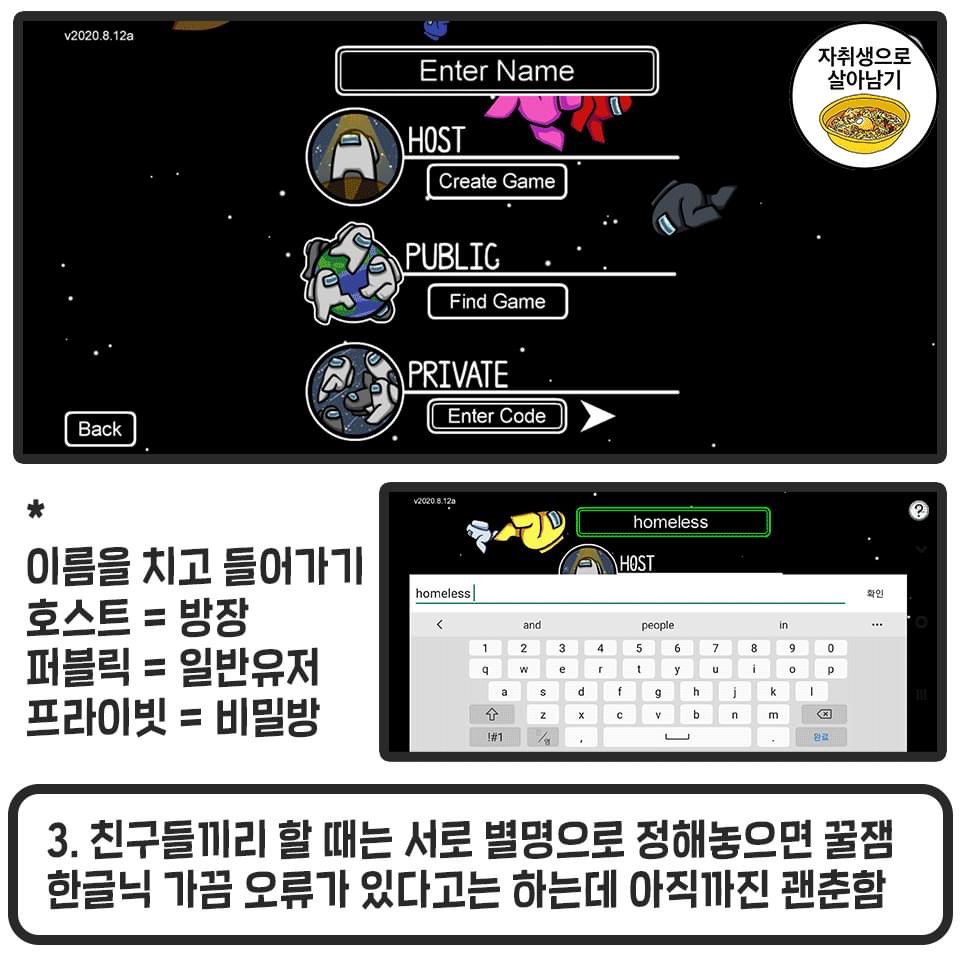 v2020.8.12a
Enter Name
자취생으로
살아남기
HOST
Create Game
PUBLIC
Find Game
PRIVATE
Enter Code
Back
*
이름을 치고 들어가기
호스트 = 방장
퍼블릭 = 일반유저
프라이빗 = 비밀방
v2020.8.12a
homeless
?
HOST
homeless
확인
< and people in ...
1 2 3 4 5 6 7 8 9 0
q w e r t y u i o p
a s d f g h j k l
z x c v b n m
!#1 한/영 , . 완료
3. 친구들끼리 할 때는 서로 별명으로 정해놓으면 꿀잼
한글닉 가끔 오류가 있다고는 하는데 아직까진 괜춘함